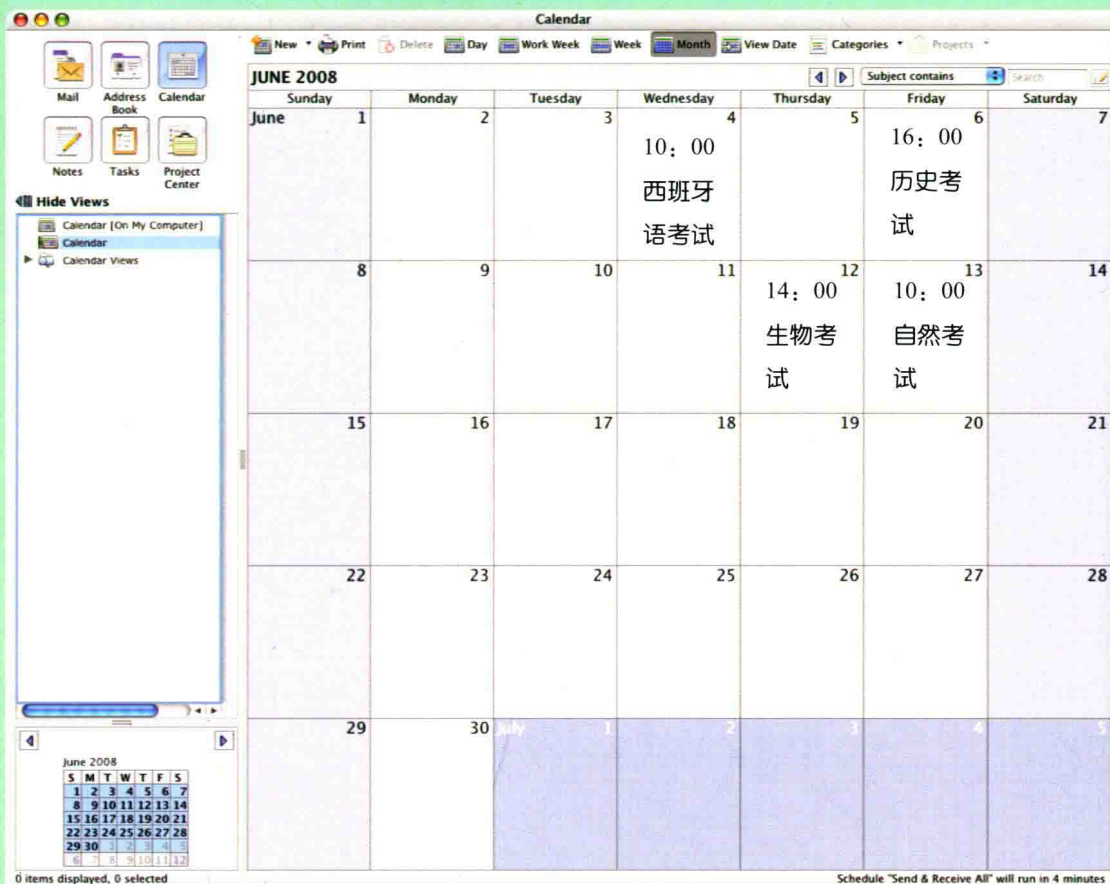 Calendar
New Print Delete Day Work Week Week Month View Date Categories Projects
Mail
Address Book
Calendar
Notes
Tasks
Project Center
Hide Views
Calendar [On My Computer]
Calendar
Calendar Views
JUNE 2008
Subject contains
Search
Sunday Monday Tuesday Wednesday Thursday Friday Saturday
June 1 2 3 4 5 6 7
10：00
西班牙
语考试
16：00
历史考
试
8 9 10 11 12 13 14
14：00
生物考
试
10：00
自然考
试
15 16 17 18 19 20 21
22 23 24 25 26 27 28
29 30 July 1 2 3 4 5
June 2008
S M T W T F S
1 2 3 4 5 6 7
8 9 10 11 12 13 14
15 16 17 18 19 20 21
22 23 24 25 26 27 28
29 30 1 2 3 4 5
6 7 8 9 10 11 12
0 items displayed, 0 selected
Schedule "Send & Receive All" will run in 4 minutes